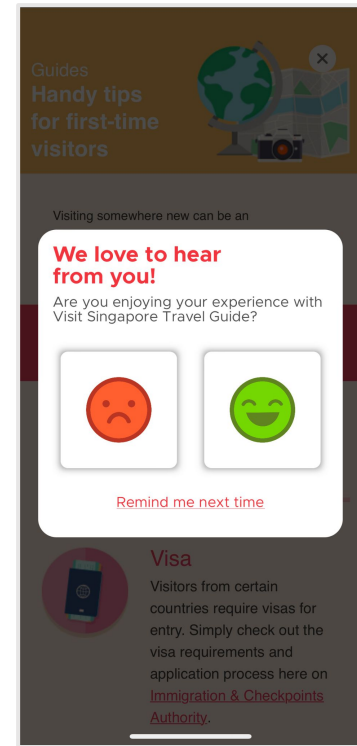 Guides
Handy tips
for first-time
visitors
Visiting somewhere new can be an
We love to hear
from you!
Are you enjoying your experience with
Visit Singapore Travel Guide?
Remind me next time
Visa
Visitors from certain
countries require visas for
entry. Simply check out the
visa requirements and
application process here on
Immigration & Checkpoints
Authority.